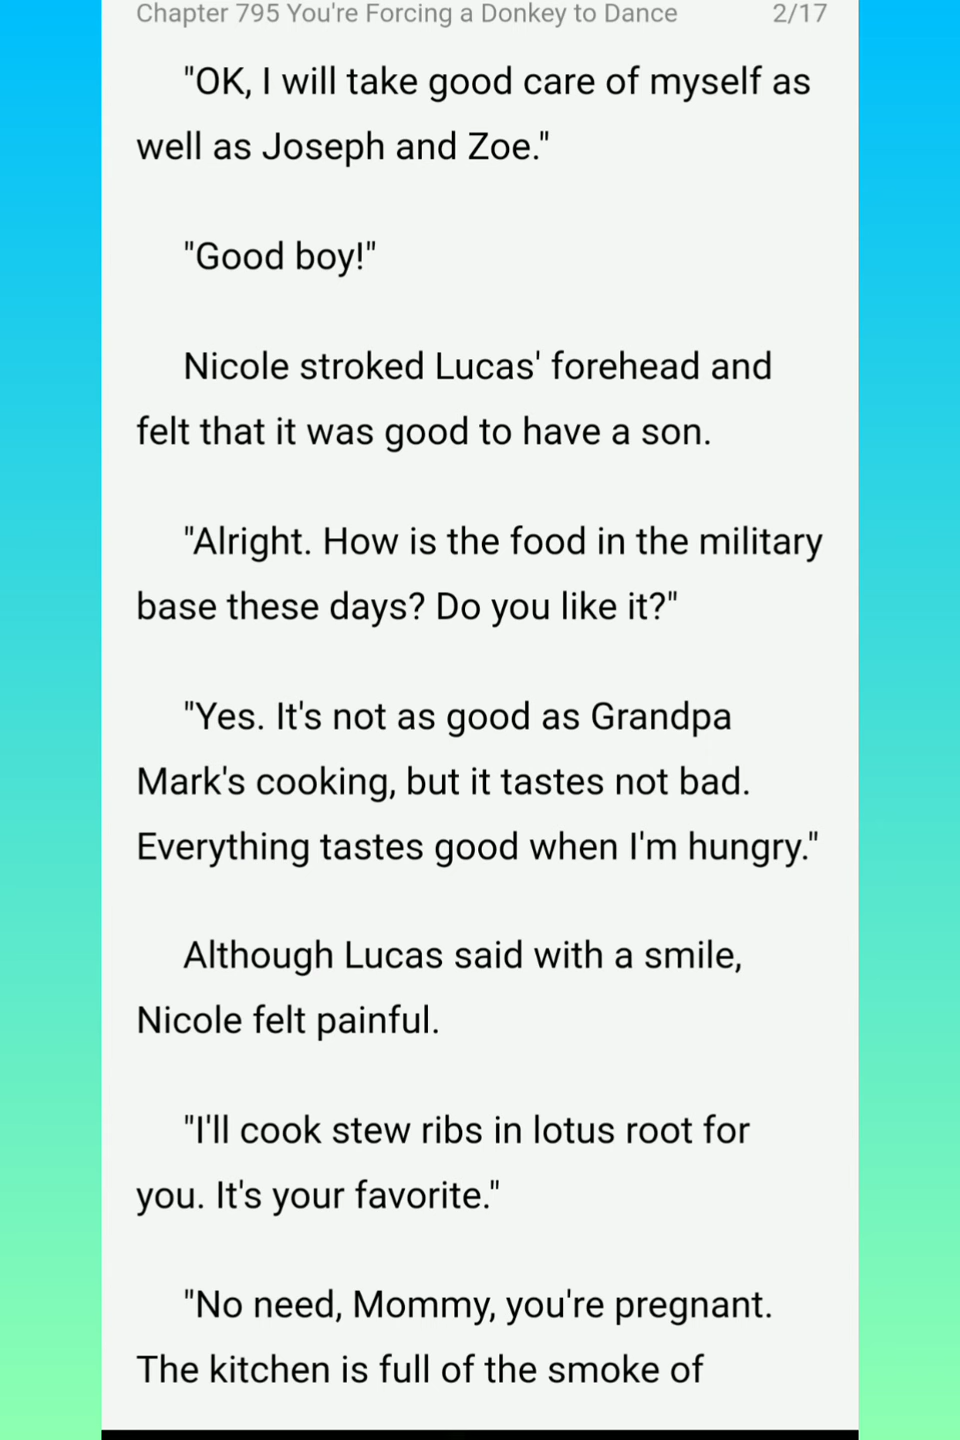 Chapter 795 You're Forcing a Donkey to Dance 2/17
"OK, I will take good care of myself as
well as Joseph and Zoe."
"Good boy!"
Nicole stroked Lucas' forehead and
felt that it was good to have a son.
"Alright. How is the food in the military
base these days? Do you like it?"
"Yes. It's not as good as Grandpa
Mark's cooking, but it tastes not bad.
Everything tastes good when I'm hungry."
Although Lucas said with a smile,
Nicole felt painful.
"I'll cook stew ribs in lotus root for
you. It's your favorite."
"No need, Mommy, you're pregnant.
The kitchen is full of the smoke of